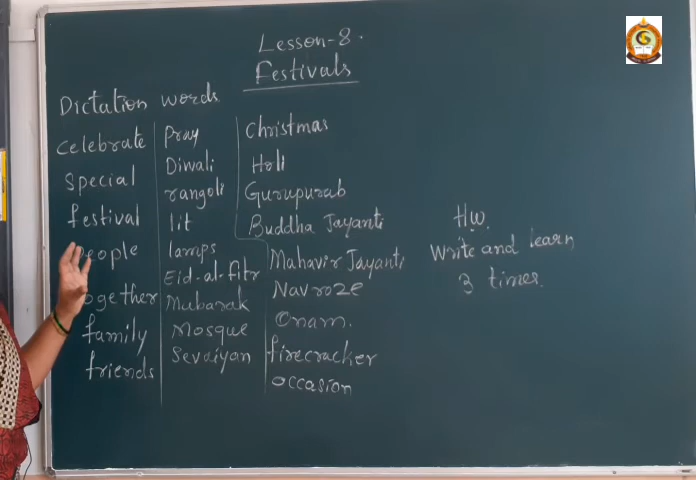 Lesson-8.
Festivals
Dictation words
celebrate
special
festival
people
together
family
friends
Pray
Diwali
rangoli
lit
lamps
Eid-al-fitr
Mubarak
Mosque
Sevaiyan
Christmas
Holi
Gurupurab
Buddha Jayanti
Mahavir Jayanti
Navroze
Onam.
firecracker
occasion
H.W.
Write and learn
3 times.